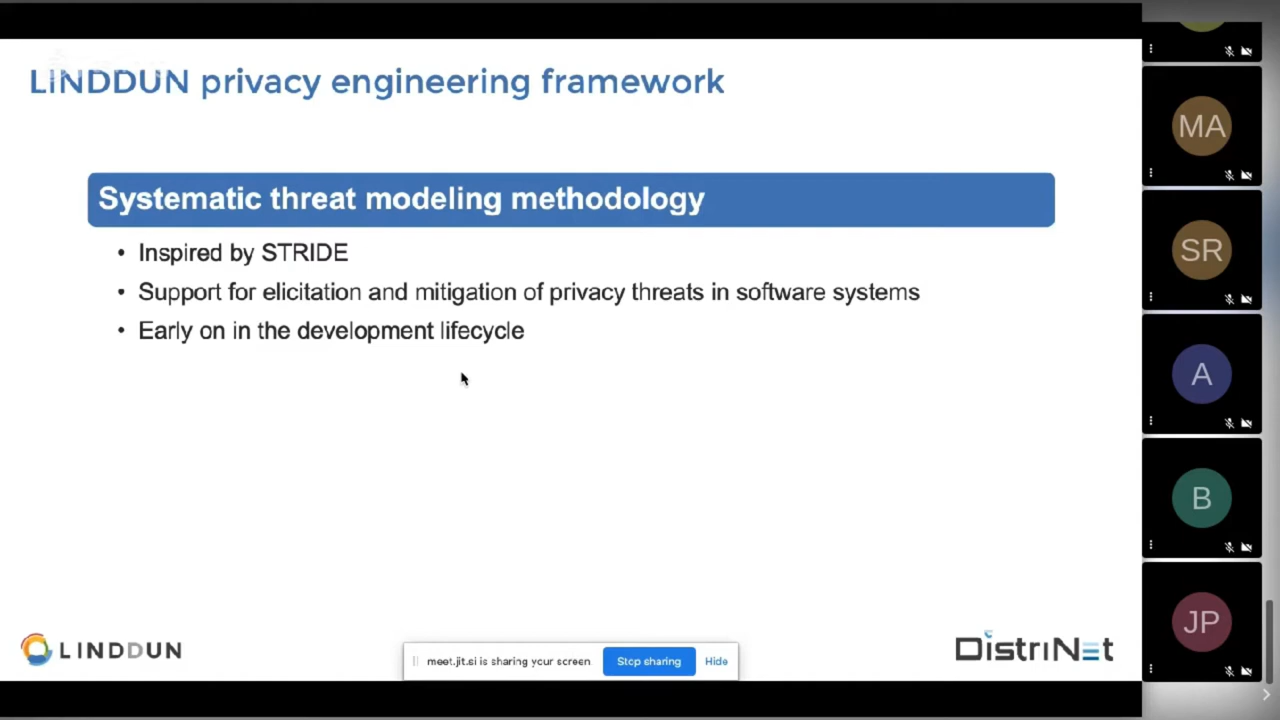 LINDDUN privacy engineering framework
Systematic threat modeling methodology
• Inspired by STRIDE
• Support for elicitation and mitigation of privacy threats in software systems
• Early on in the development lifecycle
LINDDUN
meet.jit.si is sharing your screen Stop sharing Hide
DistriNet
MA
SR
A
B
JP